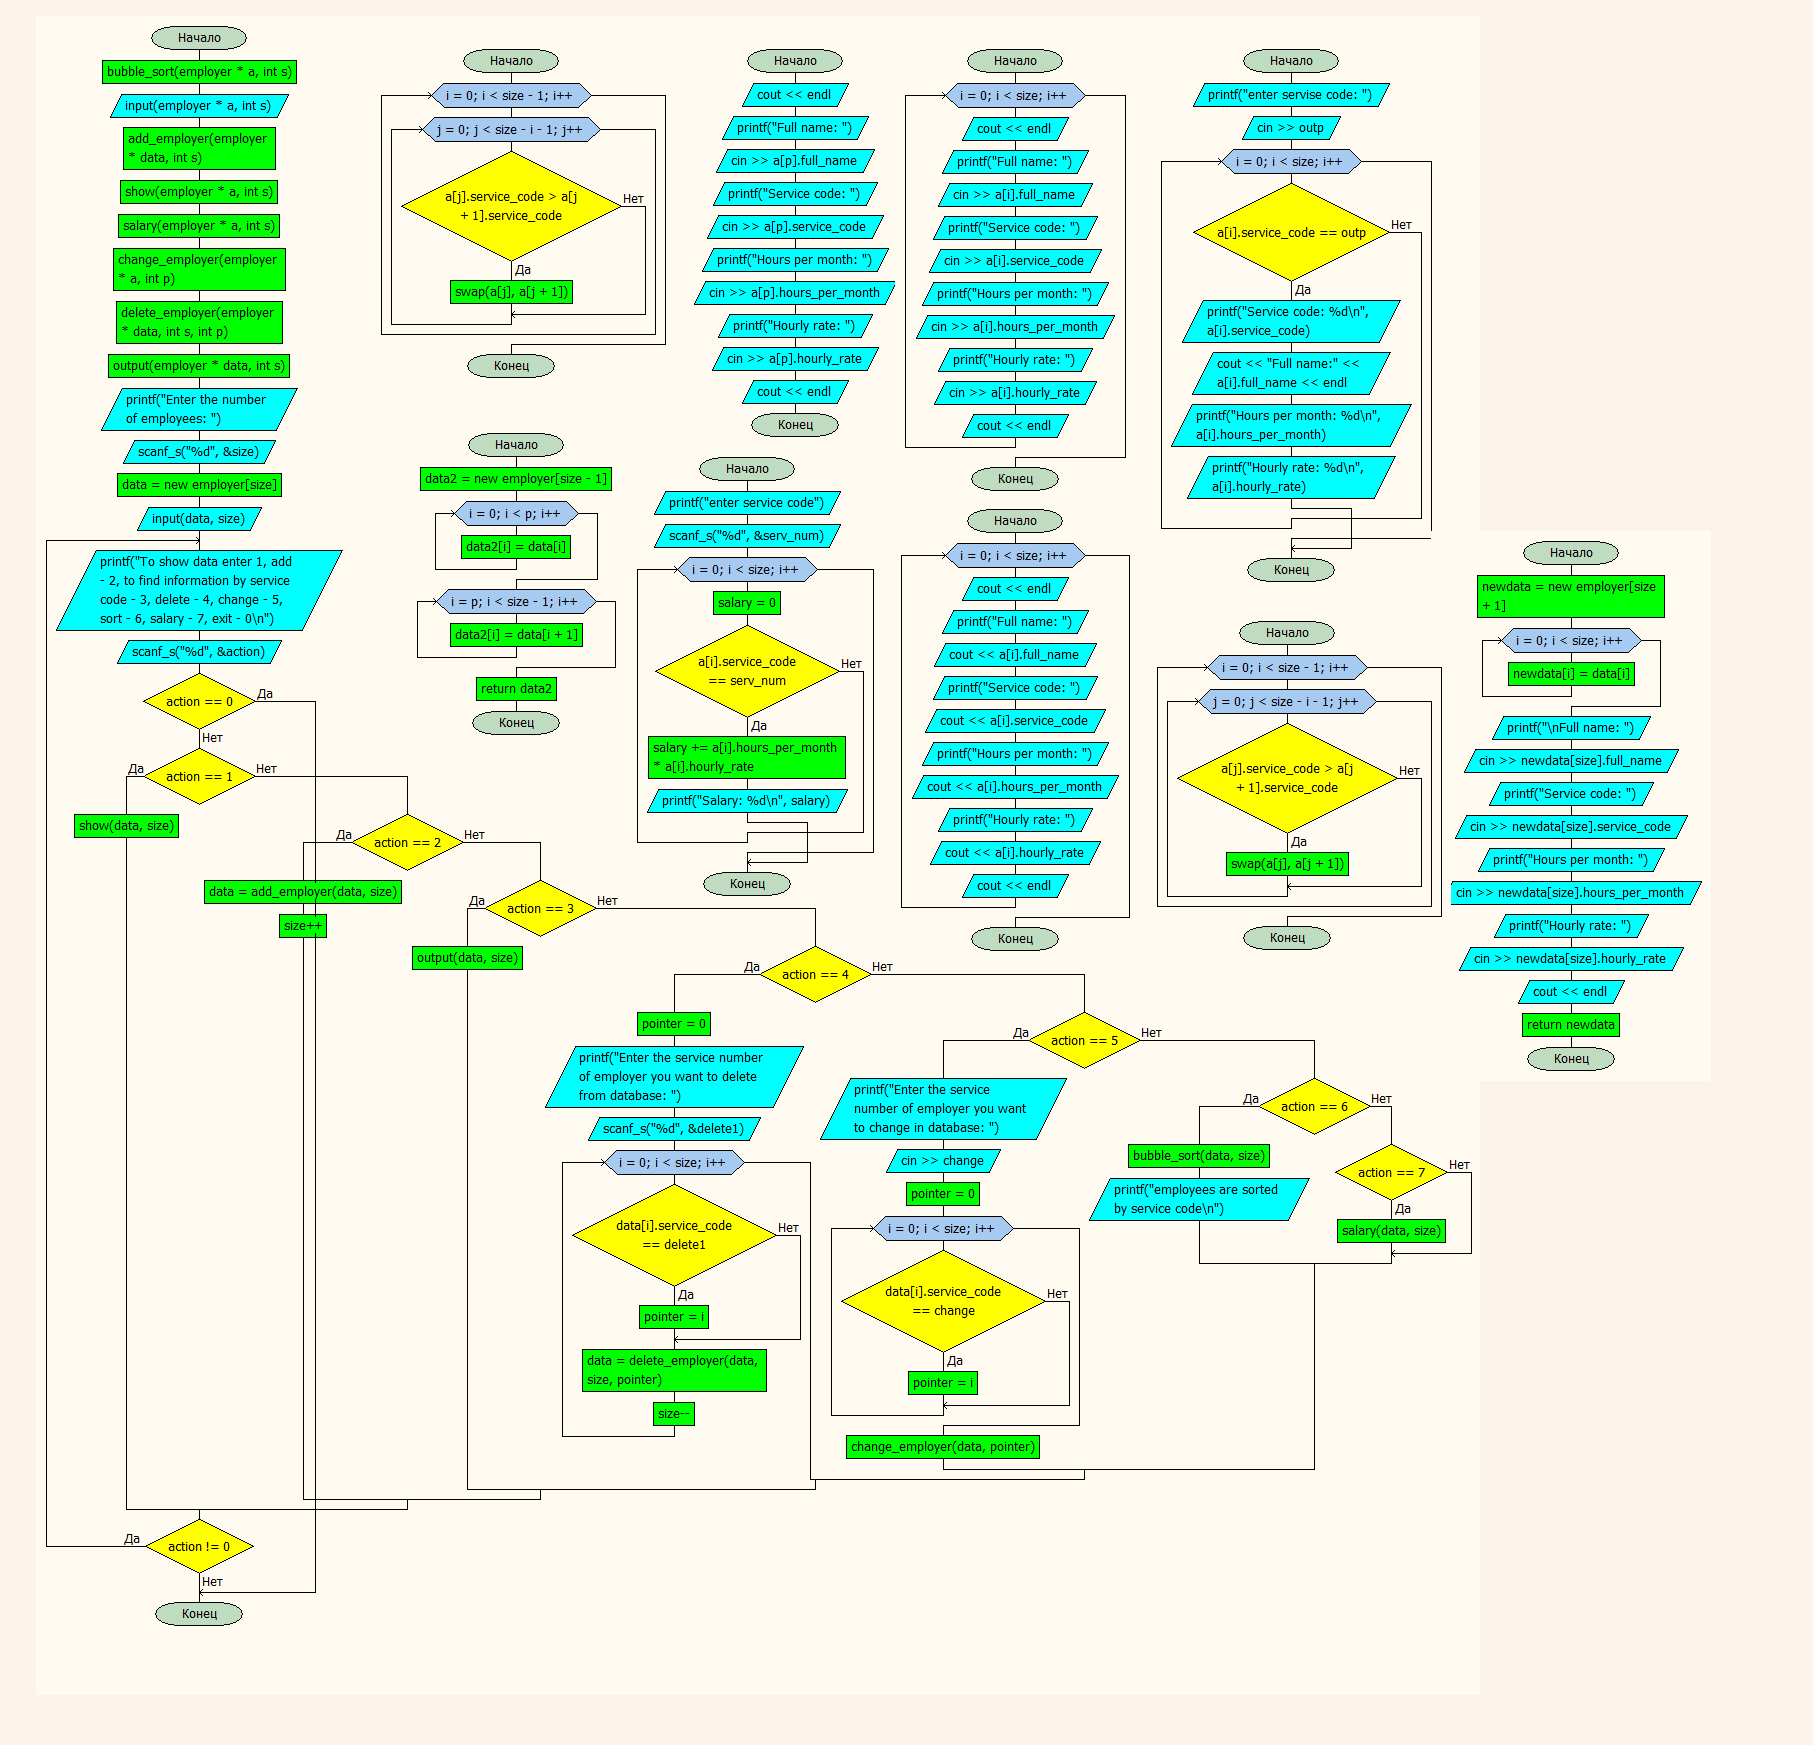 Начало
bubble_sort(employer * a, int s)
input(employer * a, int s)
add_employer(employer
* data, int s)
show(employer * a, int s)
salary(employer * a, int s)
change_employer(employer
* a, int p)
delete_employer(employer
* data, int s, int p)
output(employer * data, int s)
printf("Enter the number
of employees: ")
scanf_s("%d", &size)
data = new employer[size]
input(data, size)
printf("To show data enter 1, add
- 2, to find information by service
code - 3, delete - 4, change - 5,
sort - 6, salary - 7, exit - 0\n")
scanf_s("%d", &action)
action == 0
Да
Нет
action == 1
Да
Нет
show(data, size)
action == 2
Да
Нет
data = add_employer(data, size)
size++
action == 3
Да
Нет
output(data, size)
action == 4
Да
Нет
pointer = 0
printf("Enter the service number
of employer you want to delete
from database: ")
scanf_s("%d", &delete1)
i = 0; i < size; i++
data[i].service_code
== delete1
Нет
Да
pointer = i
data = delete_employer(data,
size, pointer)
size--
action == 5
Да
Нет
printf("Enter the service
number of employer you want
to change in database: ")
cin >> change
pointer = 0
i = 0; i < size; i++
data[i].service_code
== change
Нет
Да
pointer = i
change_employer(data, pointer)
action == 6
Да
Нет
bubble_sort(data, size)
printf("employees are sorted
by service code\n")
action == 7
Нет
Да
salary(data, size)
action != 0
Да
Нет
Конец
Начало
i = 0; i < size - 1; i++
j = 0; j < size - i - 1; j++
a[j].service_code > a[j
+ 1].service_code
Нет
Да
swap(a[j], a[j + 1])
Конец
Начало
data2 = new employer[size - 1]
i = 0; i < p; i++
data2[i] = data[i]
i = p; i < size - 1; i++
data2[i] = data[i + 1]
return data2
Конец
Начало
cout << endl
printf("Full name: ")
cin >> a[p].full_name
printf("Service code: ")
cin >> a[p].service_code
printf("Hours per month: ")
cin >> a[p].hours_per_month
printf("Hourly rate: ")
cin >> a[p].hourly_rate
cout << endl
Конец
Начало
printf("enter service code")
scanf_s("%d", &serv_num)
i = 0; i < size; i++
salary = 0
a[i].service_code
== serv_num
Нет
Да
salary += a[i].hours_per_month
* a[i].hourly_rate
printf("Salary: %d\n", salary)
Конец
Начало
i = 0; i < size; i++
cout << endl
printf("Full name: ")
cin >> a[i].full_name
printf("Service code: ")
cin >> a[i].service_code
printf("Hours per month: ")
cin >> a[i].hours_per_month
printf("Hourly rate: ")
cin >> a[i].hourly_rate
cout << endl
Конец
Начало
i = 0; i < size; i++
cout << endl
printf("Full name: ")
cout << a[i].full_name
printf("Service code: ")
cout << a[i].service_code
printf("Hours per month: ")
cout << a[i].hours_per_month
printf("Hourly rate: ")
cout << a[i].hourly_rate
cout << endl
Конец
Начало
printf("enter servise code: ")
cin >> outp
i = 0; i < size; i++
a[i].service_code == outp
Нет
Да
printf("Service code: %d\n",
a[i].service_code)
cout << "Full name:" <<
a[i].full_name << endl
printf("Hours per month: %d\n",
a[i].hours_per_month)
printf("Hourly rate: %d\n",
a[i].hourly_rate)
Конец
Начало
i = 0; i < size - 1; i++
j = 0; j < size - i - 1; j++
a[j].service_code > a[j
+ 1].service_code
Нет
Да
swap(a[j], a[j + 1])
Конец
Начало
newdata = new employer[size
+ 1]
i = 0; i < size; i++
newdata[i] = data[i]
printf("\nFull name: ")
cin >> newdata[size].full_name
printf("Service code: ")
cin >> newdata[size].service_code
printf("Hours per month: ")
cin >> newdata[size].hours_per_month
printf("Hourly rate: ")
cin >> newdata[size].hourly_rate
cout << endl
return newdata
Конец